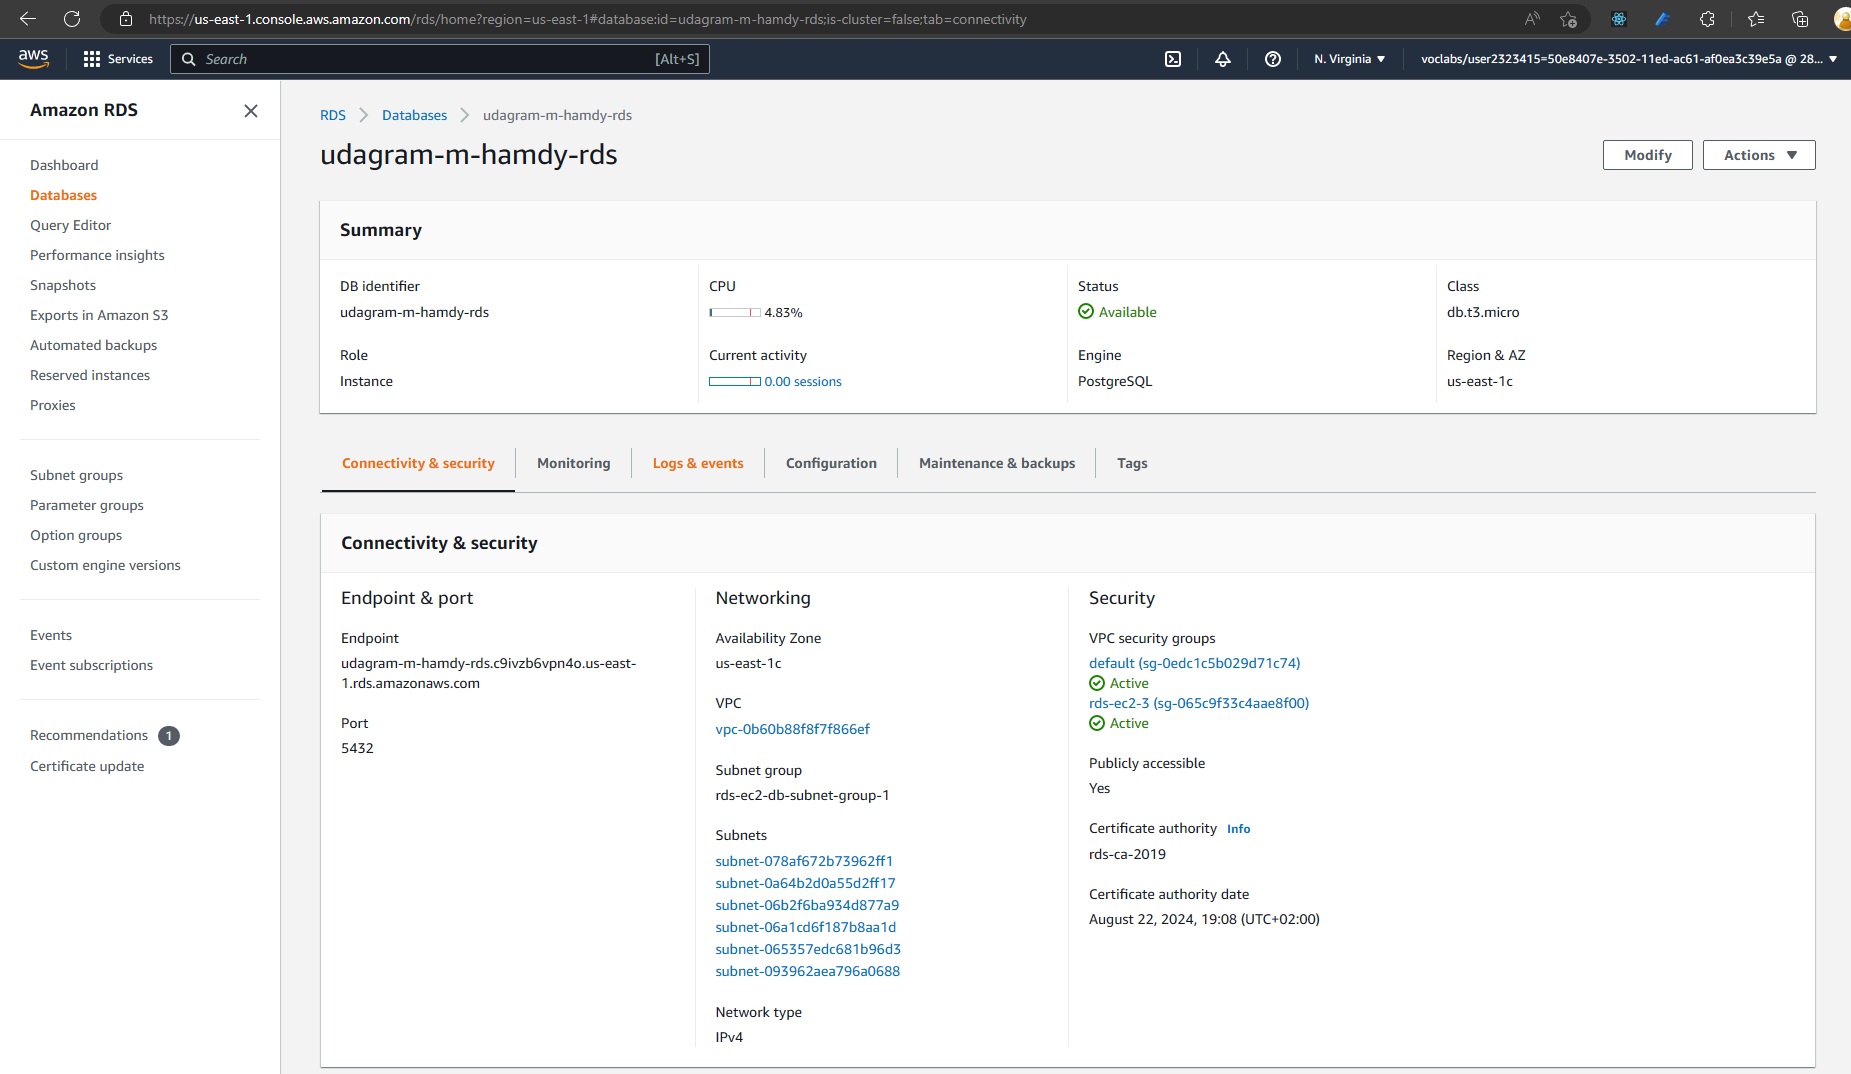 https://us-east-1.console.aws.amazon.com/rds/home?region=us-east-1#database:id=udagram-m-hamdy-rds;is-cluster=false;tab=connectivity
aws
Services
Search
[Alt+S]
N. Virginia
voclabs/user2323415=50e8407e-3502-11ed-ac61-af0ea3c39e5a @ 28...
Amazon RDS
Dashboard
Databases
Query Editor
Performance insights
Snapshots
Exports in Amazon S3
Automated backups
Reserved instances
Proxies
Subnet groups
Parameter groups
Option groups
Custom engine versions
Events
Event subscriptions
Recommendations 1
Certificate update
RDS > Databases > udagram-m-hamdy-rds
udagram-m-hamdy-rds
Modify
Actions
Summary
DB identifier
udagram-m-hamdy-rds
Role
Instance
CPU
4.83%
Current activity
0.00 sessions
Status
Available
Engine
PostgreSQL
Class
db.t3.micro
Region & AZ
us-east-1c
Connectivity & security
Monitoring
Logs & events
Configuration
Maintenance & backups
Tags
Connectivity & security
Endpoint & port
Endpoint
udagram-m-hamdy-rds.c9ivzb6vpn4o.us-east-
1.rds.amazonaws.com
Port
5432
Networking
Availability Zone
us-east-1c
VPC
vpc-0b60b88f8f7f866ef
Subnet group
rds-ec2-db-subnet-group-1
Subnets
subnet-078af672b73962ff1
subnet-0a64b2d0a55d2ff17
subnet-06b2f6ba934d877a9
subnet-06a1cd6f187b8aa1d
subnet-065357edc681b96d3
subnet-093962aea796a0688
Network type
IPv4
Security
VPC security groups
default (sg-0edc1c5b029d71c74)
Active
rds-ec2-3 (sg-065c9f33c4aae8f00)
Active
Publicly accessible
Yes
Certificate authority Info
rds-ca-2019
Certificate authority date
August 22, 2024, 19:08 (UTC+02:00)